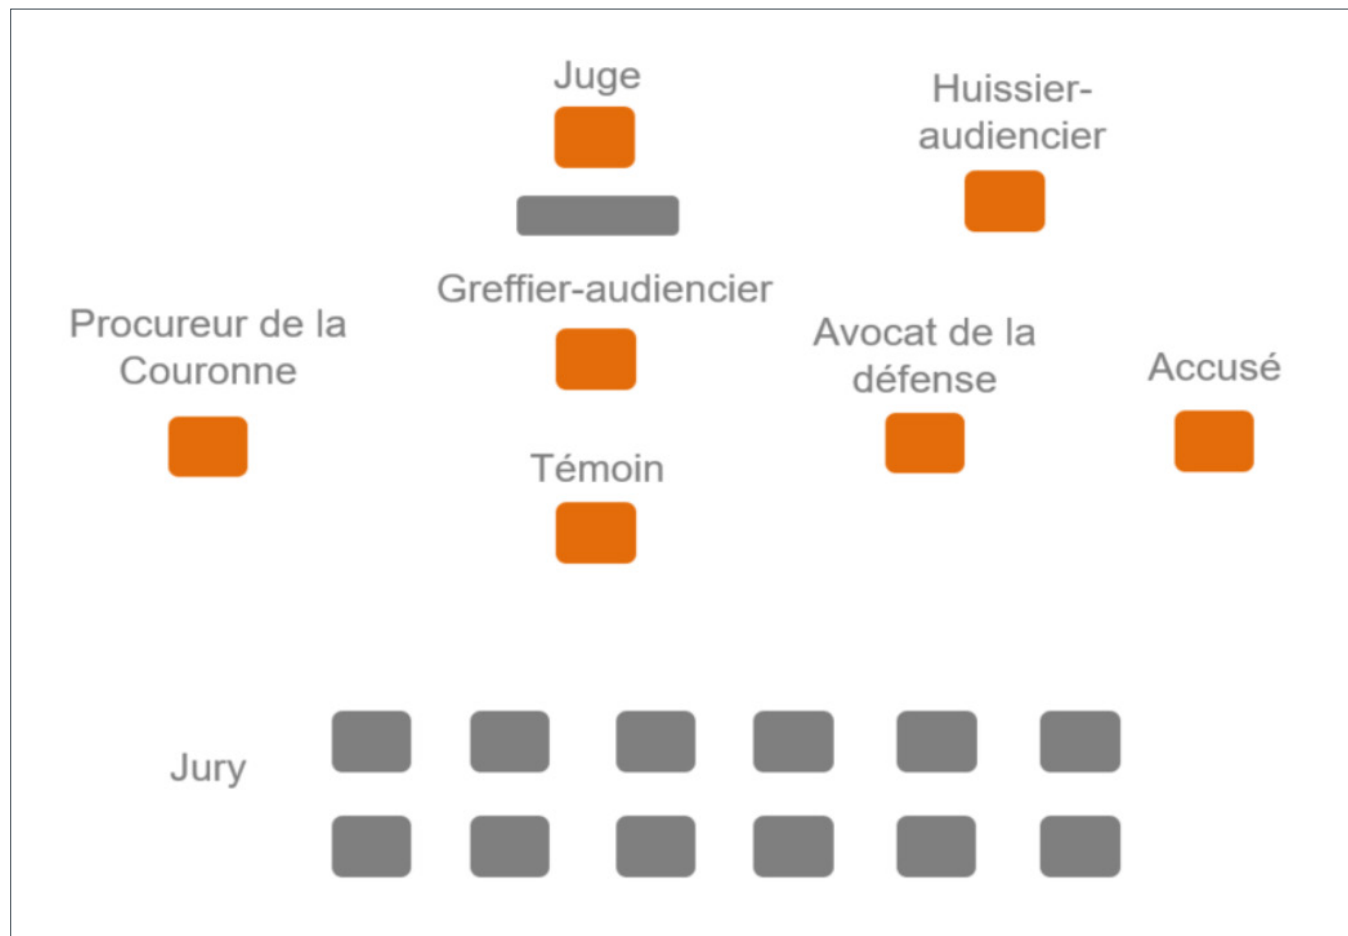 Juge
Huissier-
audiencier
Greffier-audiencier
Procureur de la
Couronne
Avocat de la
défense
Accusé
Témoin
Jury